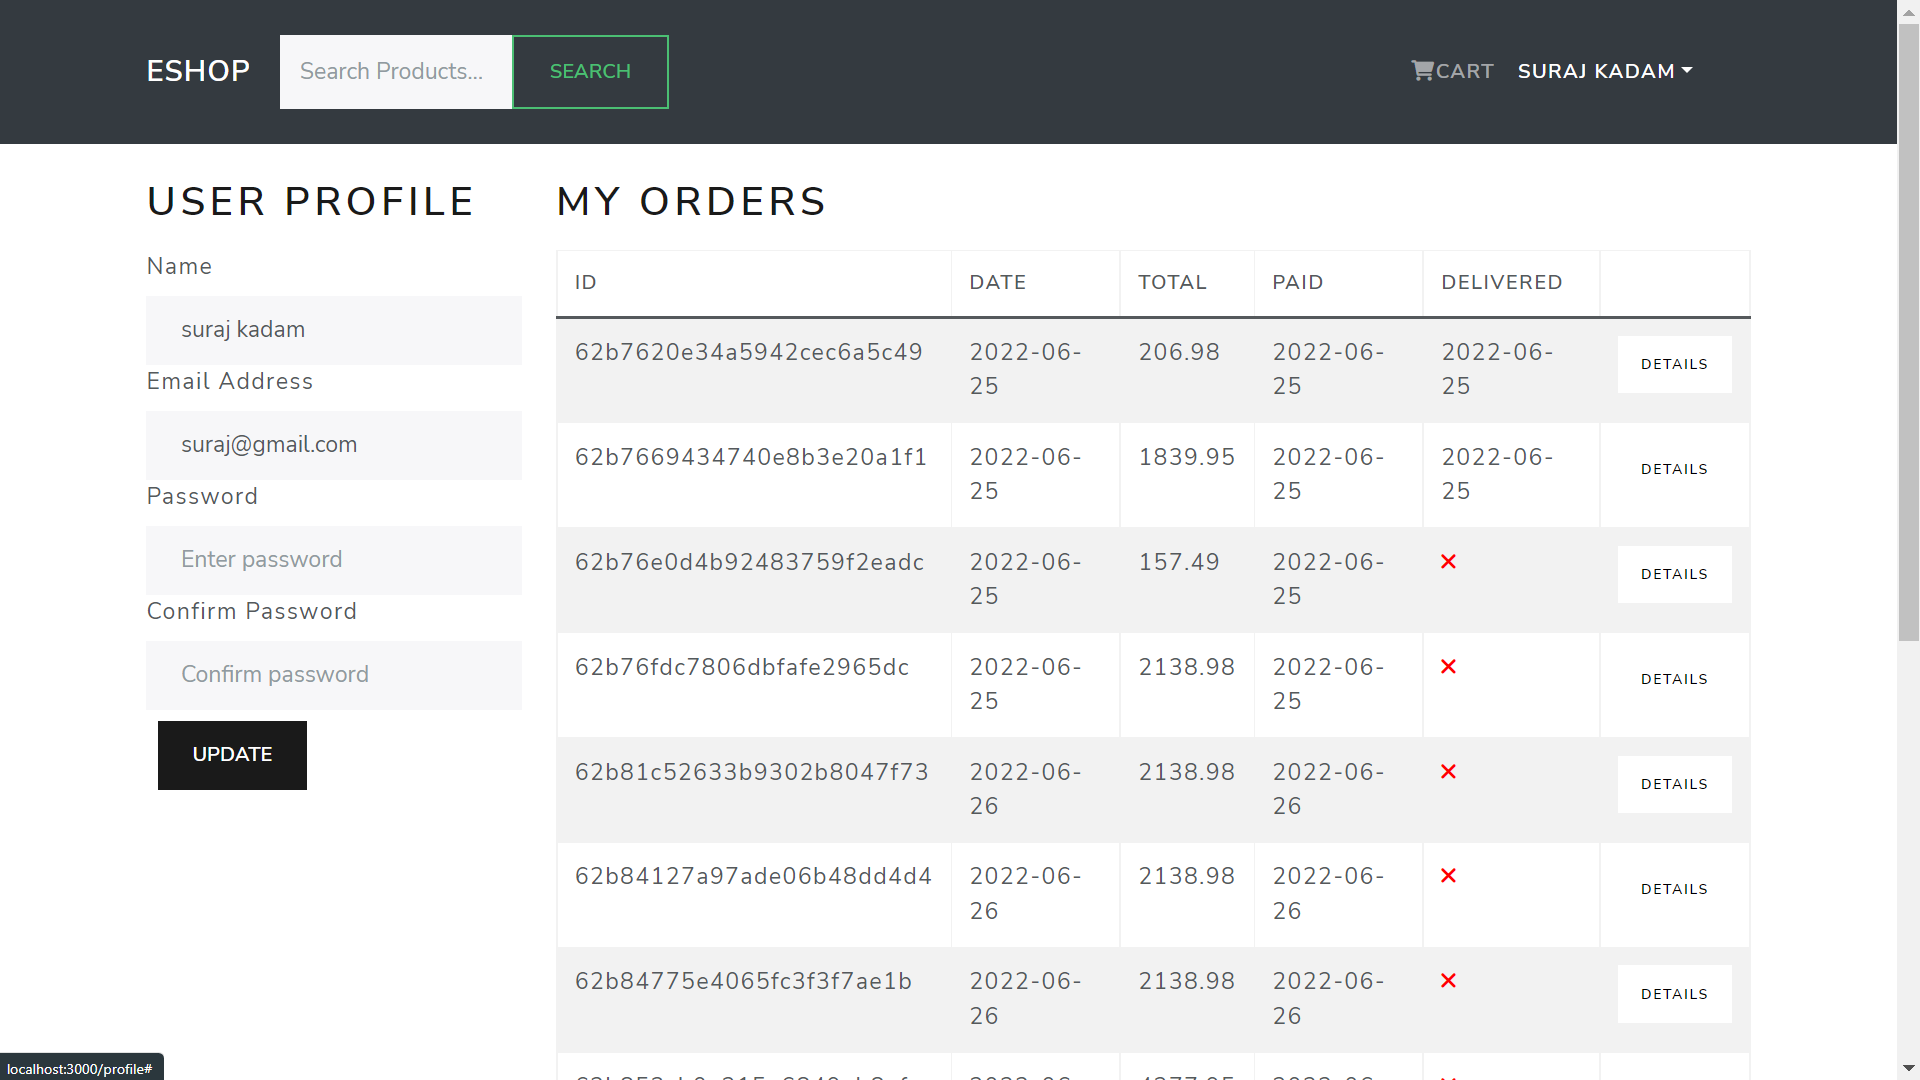 ESHOP Search Products... SEARCH CART SURAJ KADAM
USER PROFILE
Name
suraj kadam
Email Address
suraj@gmail.com
Password
Enter password
Confirm Password
Confirm password
UPDATE
MY ORDERS
ID DATE TOTAL PAID DELIVERED
62b7620e34a5942cec6a5c49 2022-06- 206.98 2022-06- 2022-06- DETAILS
25 25 25
62b7669434740e8b3e20a1f1 2022-06- 1839.95 2022-06- 2022-06- DETAILS
25 25 25
62b76e0d4b92483759f2eadc 2022-06- 157.49 2022-06- DETAILS
25 25
62b76fdc7806dbfafe2965dc 2022-06- 2138.98 2022-06- DETAILS
25 25
62b81c52633b9302b8047f73 2022-06- 2138.98 2022-06- DETAILS
26 26
62b84127a97ade06b48dd4d4 2022-06- 2138.98 2022-06- DETAILS
26 26
62b84775e4065fc3f3f7ae1b 2022-06- 2138.98 2022-06- DETAILS
26 26
localhost:3000/profile#